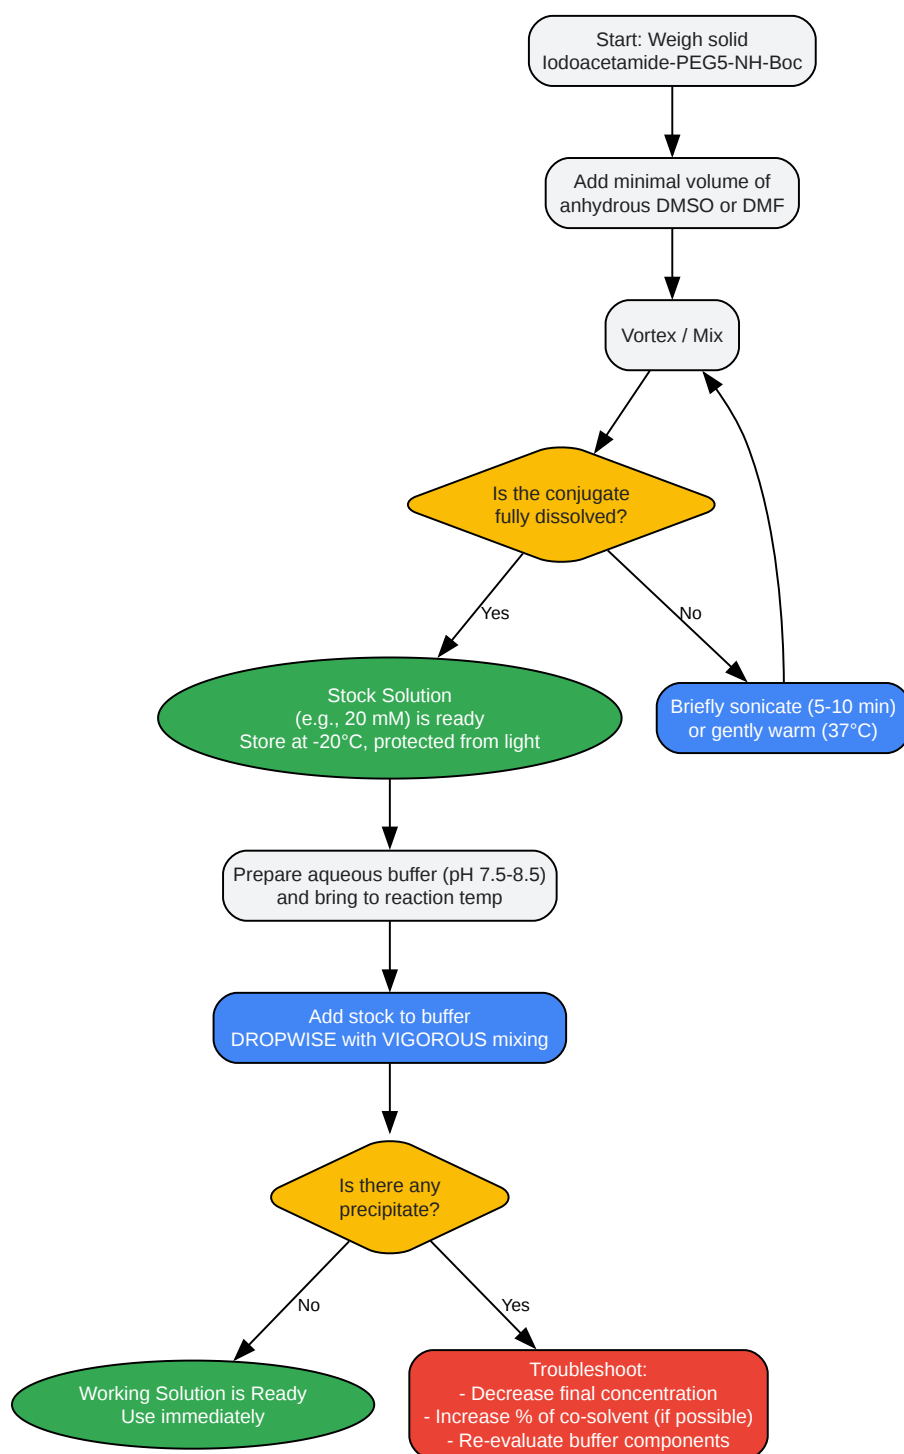 Start: Weigh solid
Iodoacetamide-PEG5-NH-Boc
Add minimal volume of
anhydrous DMSO or DMF
Vortex / Mix
Is the conjugate
fully dissolved?
Yes
No
Stock Solution
(e.g., 20 mM) is ready
Store at -20°C, protected from light
Briefly sonicate (5-10 min)
or gently warm (37°C)
Prepare aqueous buffer (pH 7.5-8.5)
and bring to reaction temp
Add stock to buffer
DROPWISE with VIGOROUS mixing
Is there any
precipitate?
No
Yes
Working Solution is Ready
Use immediately
Troubleshoot:
- Decrease final concentration
- Increase % of co-solvent (if possible)
- Re-evaluate buffer components